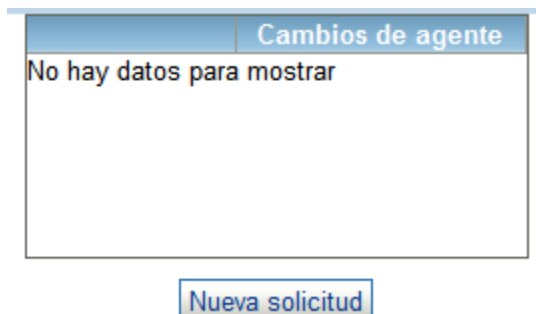 Cambios de agente
No hay datos para mostrar
Nueva solicitud